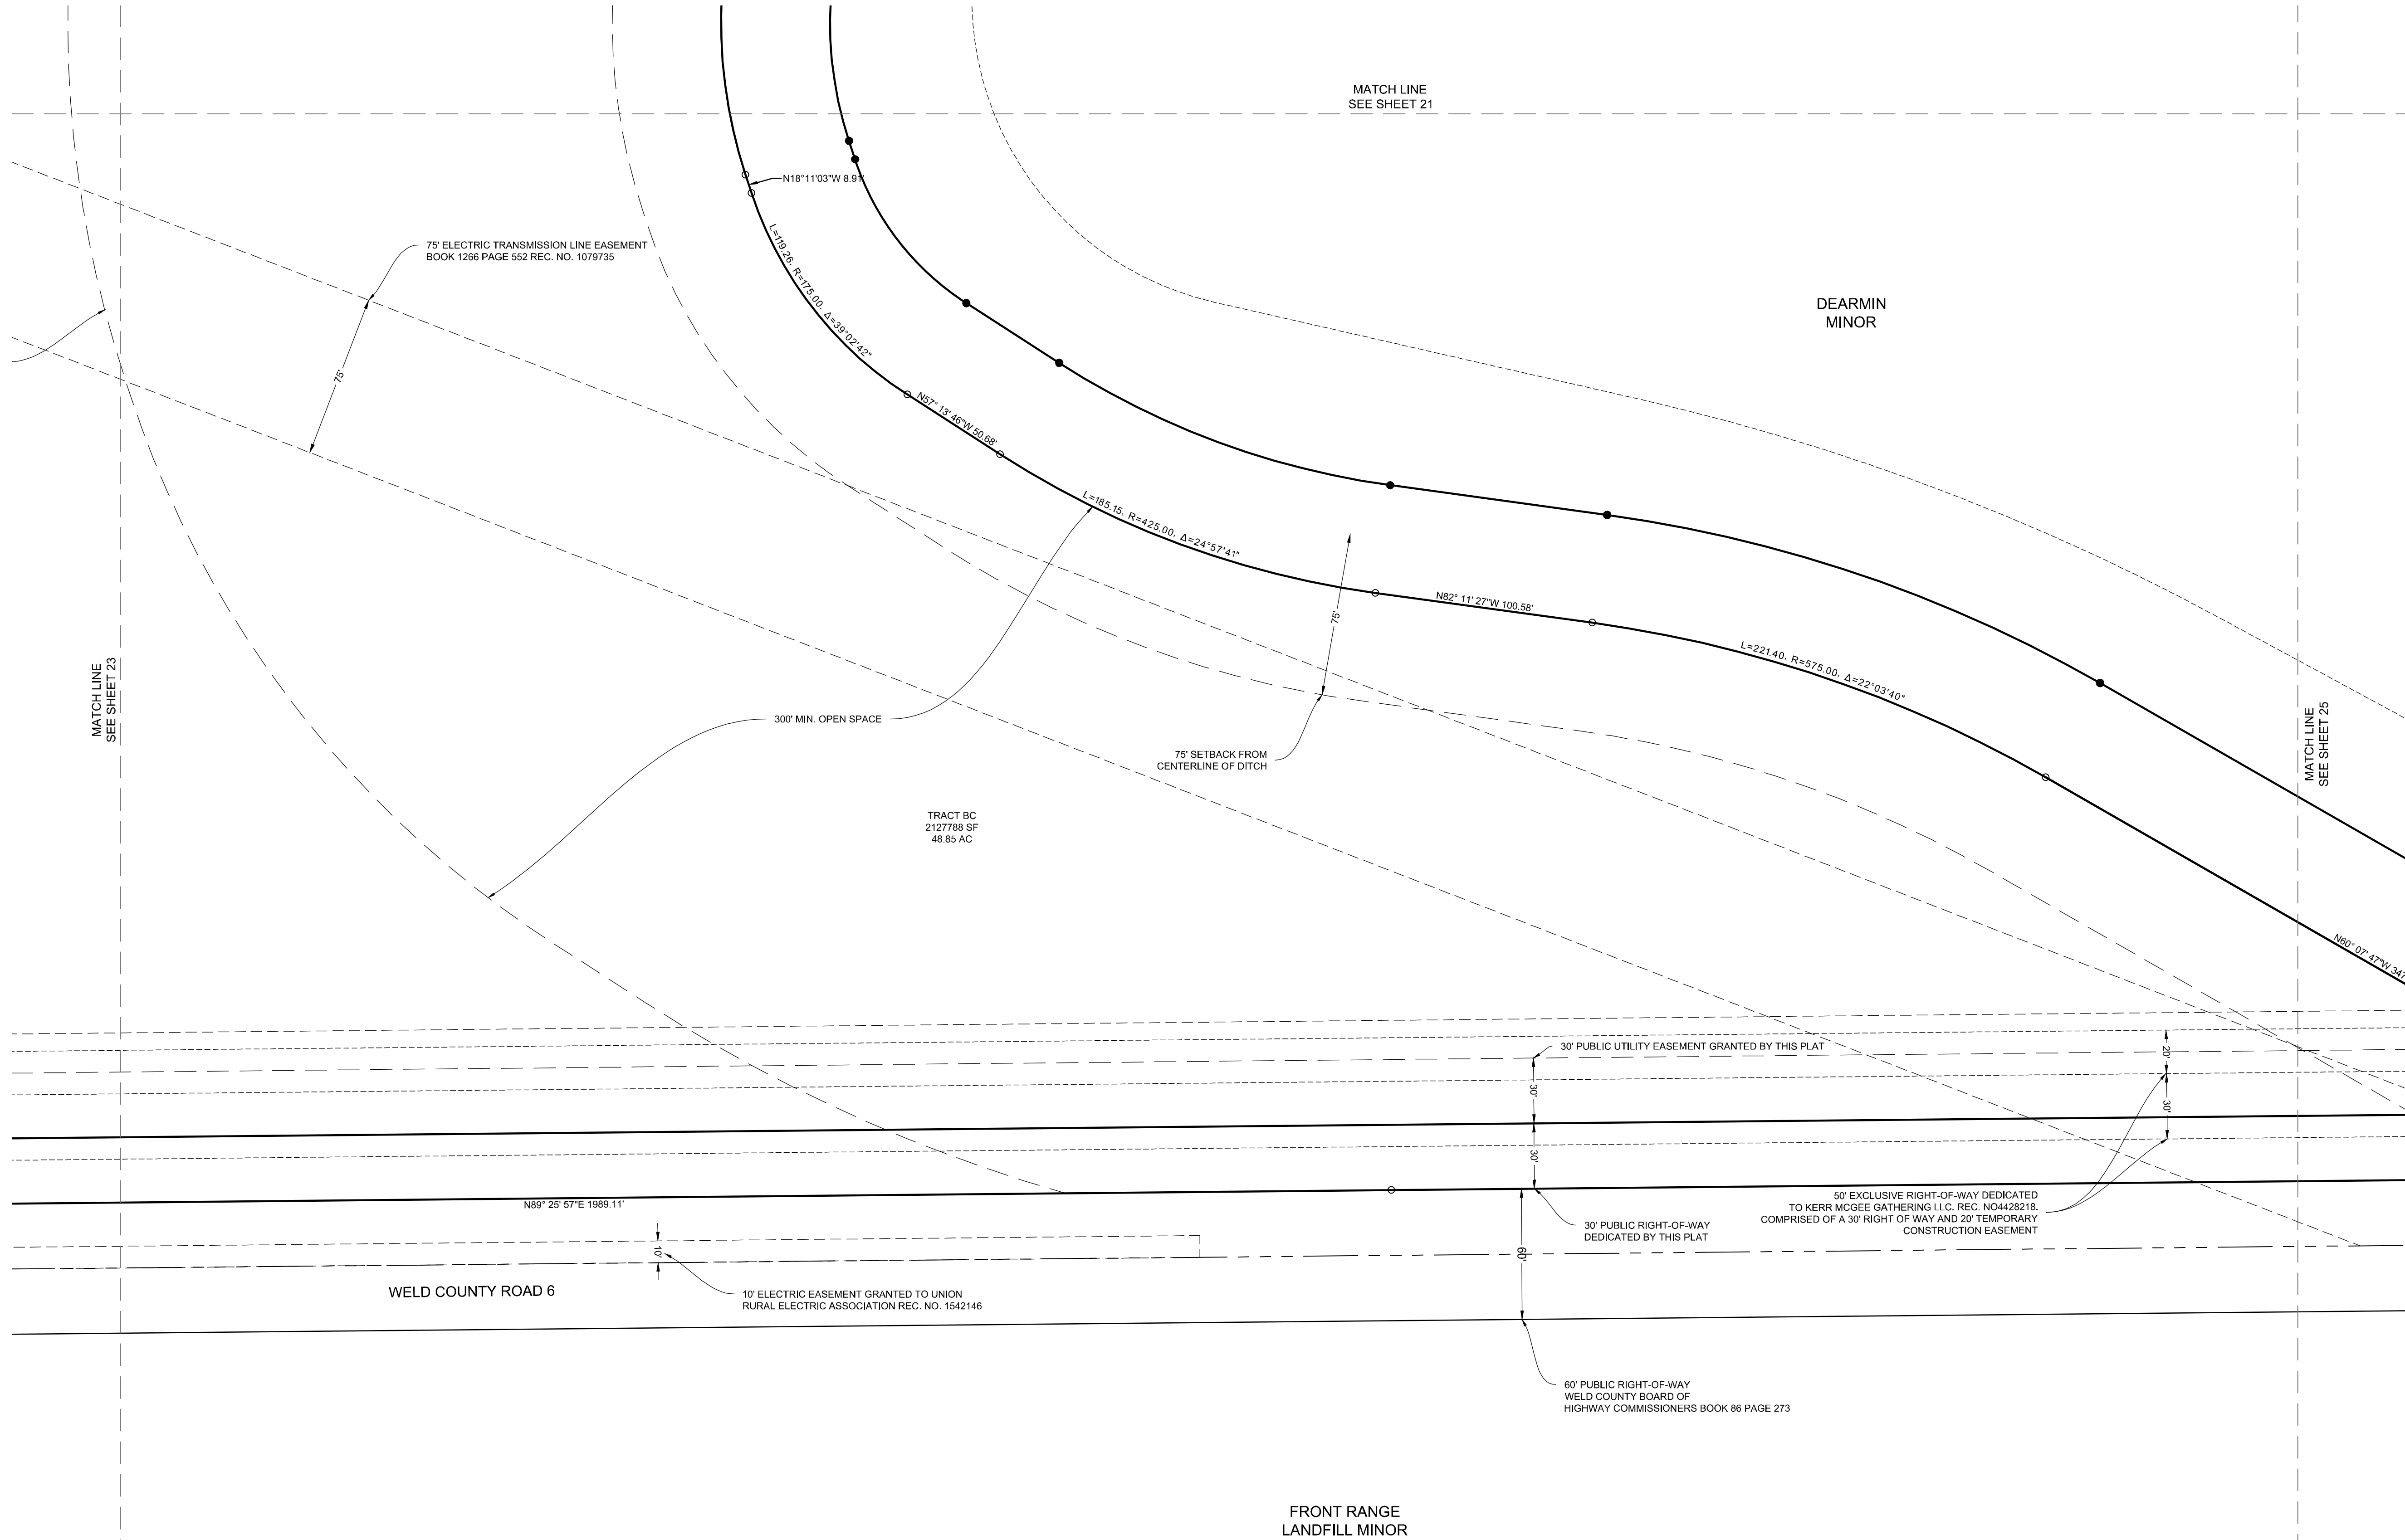 MATCH LINE
SEE SHEET 21
N18°11'03"W 8.91'
75' ELECTRIC TRANSMISSION LINE EASEMENT
BOOK 1266 PAGE 552 REC. NO. 1079735
L=119.26, R=175.00, Δ=39°02'42"
DEARMIN
MINOR
75'
N57° 13' 46"W 50.68'
L=185.15, R=425.00, Δ=24°57'41"
N82° 11' 27"W 100.58'
75'
L=221.40, R=575.00, Δ=22°03'40"
MATCH LINE
SEE SHEET 23
300' MIN. OPEN SPACE
75' SETBACK FROM
CENTERLINE OF DITCH
MATCH LINE
SEE SHEET 25
TRACT BC
2127788 SF
48.85 AC
N60° 07' 47"W 347
30' PUBLIC UTILITY EASEMENT GRANTED BY THIS PLAT
20'
30'
30'
30'
N89° 25' 57"E 1989.11'
50' EXCLUSIVE RIGHT-OF-WAY DEDICATED
TO KERR MCGEE GATHERING LLC. REC. NO4428218.
COMPRISED OF A 30' RIGHT OF WAY AND 20' TEMPORARY
CONSTRUCTION EASEMENT
30' PUBLIC RIGHT-OF-WAY
DEDICATED BY THIS PLAT
10'
60'
WELD COUNTY ROAD 6
10' ELECTRIC EASEMENT GRANTED TO UNION
RURAL ELECTRIC ASSOCIATION REC. NO. 1542146
60' PUBLIC RIGHT-OF-WAY
WELD COUNTY BOARD OF
HIGHWAY COMMISSIONERS BOOK 86 PAGE 273
FRONT RANGE
LANDFILL MINOR